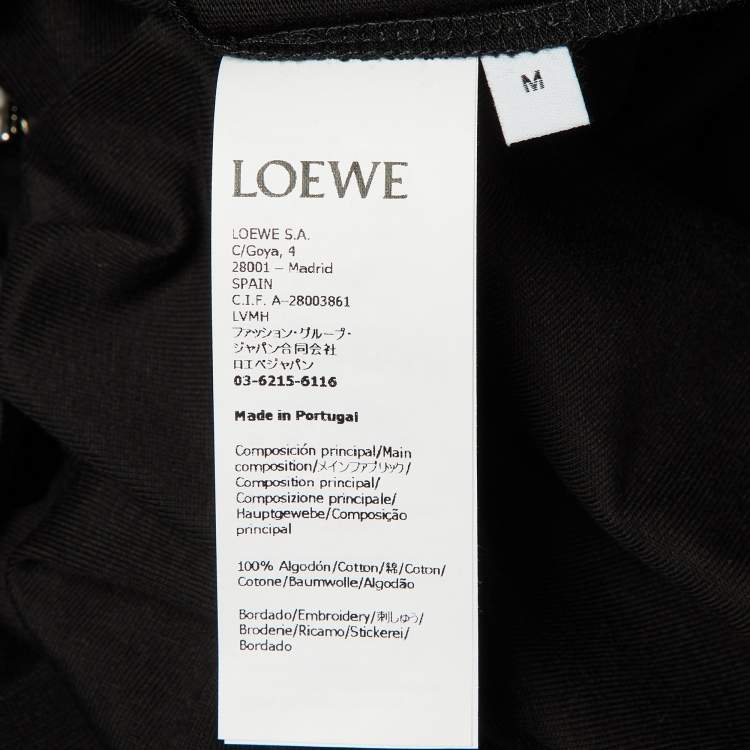 M
LOEWE
LOEWE S.A.
C/Goya, 4
28001 – Madrid
SPAIN
C.I.F. A-28003861
LVMH
ファッション・グループ・
ジャパン合同会社
ロエベジャパン
03-6215-6116
Made in Portugal
Composición principal/Main
composition/メインファブリック/
Composition principal/
Composizione principale/
Hauptgewebe/Composição
principal
100% Algodón/Cotton/綿/Coton/
Cotone/Baumwolle/Algodão
Bordado/Embroidery/刺しゅう/
Broderie/Ricamo/Stickerei/
Bordado